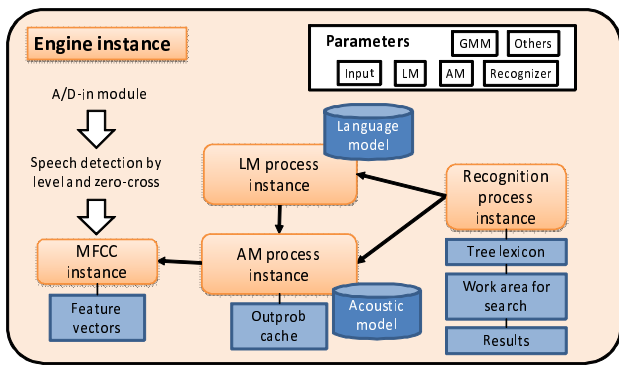 Engine instance
Parameters
GMM
Others
Input
LM
AM
Recognizer
A/D-in module
Speech detection by
level and zero-cross
MFCC
instance
Feature
vectors
Language
model
LM process
instance
AM process
instance
Outprob
cache
Acoustic
model
Recognition
process
instance
Tree lexicon
Work area for
search
Results